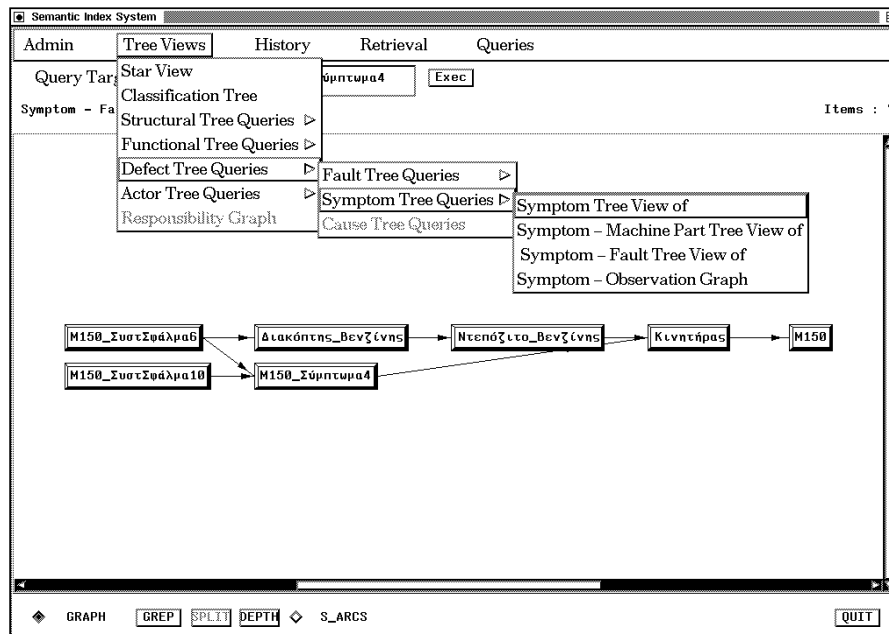 Semantic Index System
Admin Tree Views History Retrieval Queries
Query Tar ύμπτωμα4 Exec
Symptom – Fa Items :
Star View
Classification Tree
Structural Tree Queries
Functional Tree Queries
Defect Tree Queries
Actor Tree Queries
Responsibility Graph
Fault Tree Queries
Symptom Tree Queries
Cause Tree Queries
Symptom Tree View of
Symptom – Machine Part Tree View of
Symptom – Fault Tree View of
Symptom – Observation Graph
M150_ΣυστΣφάλμα6 Διακόπτης_Βενζίνης Ντεπόζιτο_Βενζίνης Κινητήρας M150
M150_ΣυστΣφάλμα10 M150_Σύμπτωμα4
GRAPH GREP SPLIT DEPTH S_ARCS QUIT